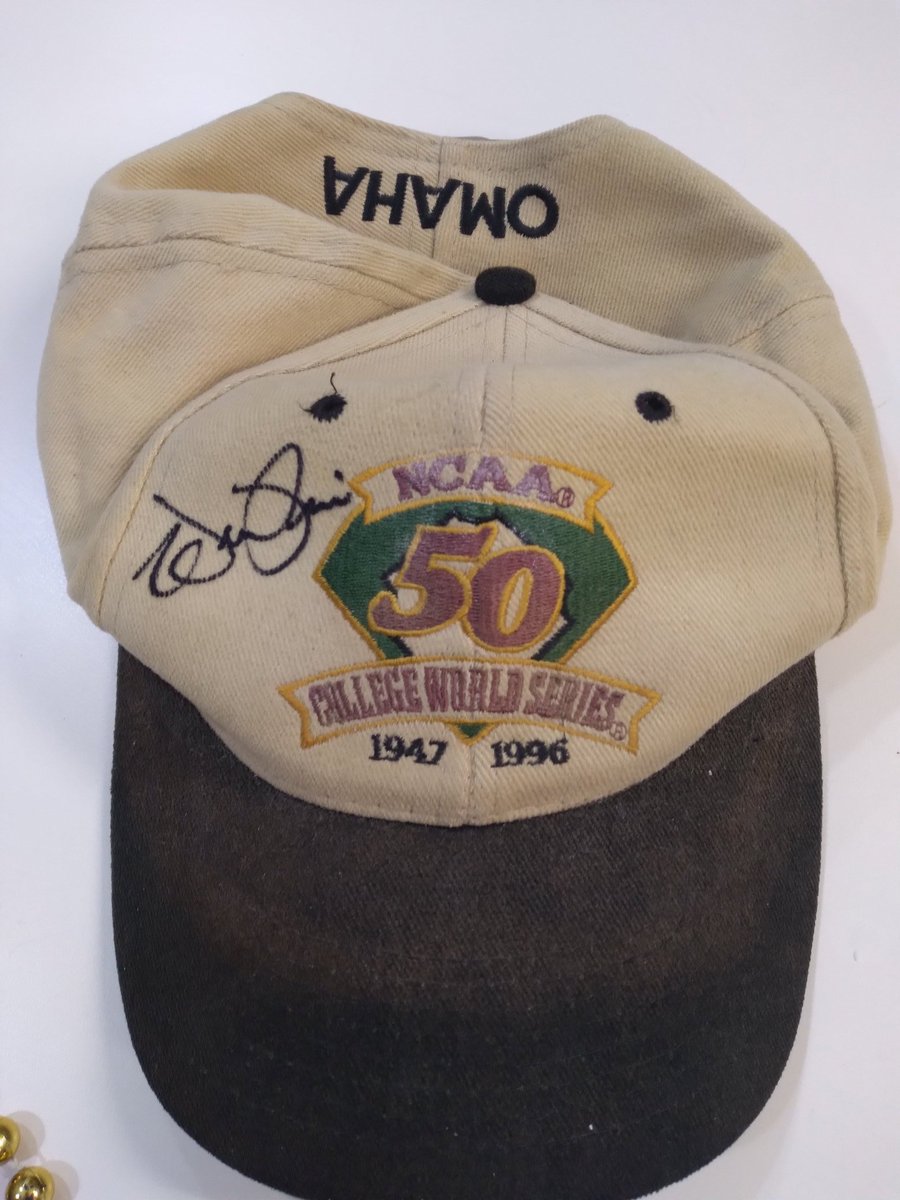 OMAHA
NCAA®
50
COLLEGE WORLD SERIES®
1947 1996